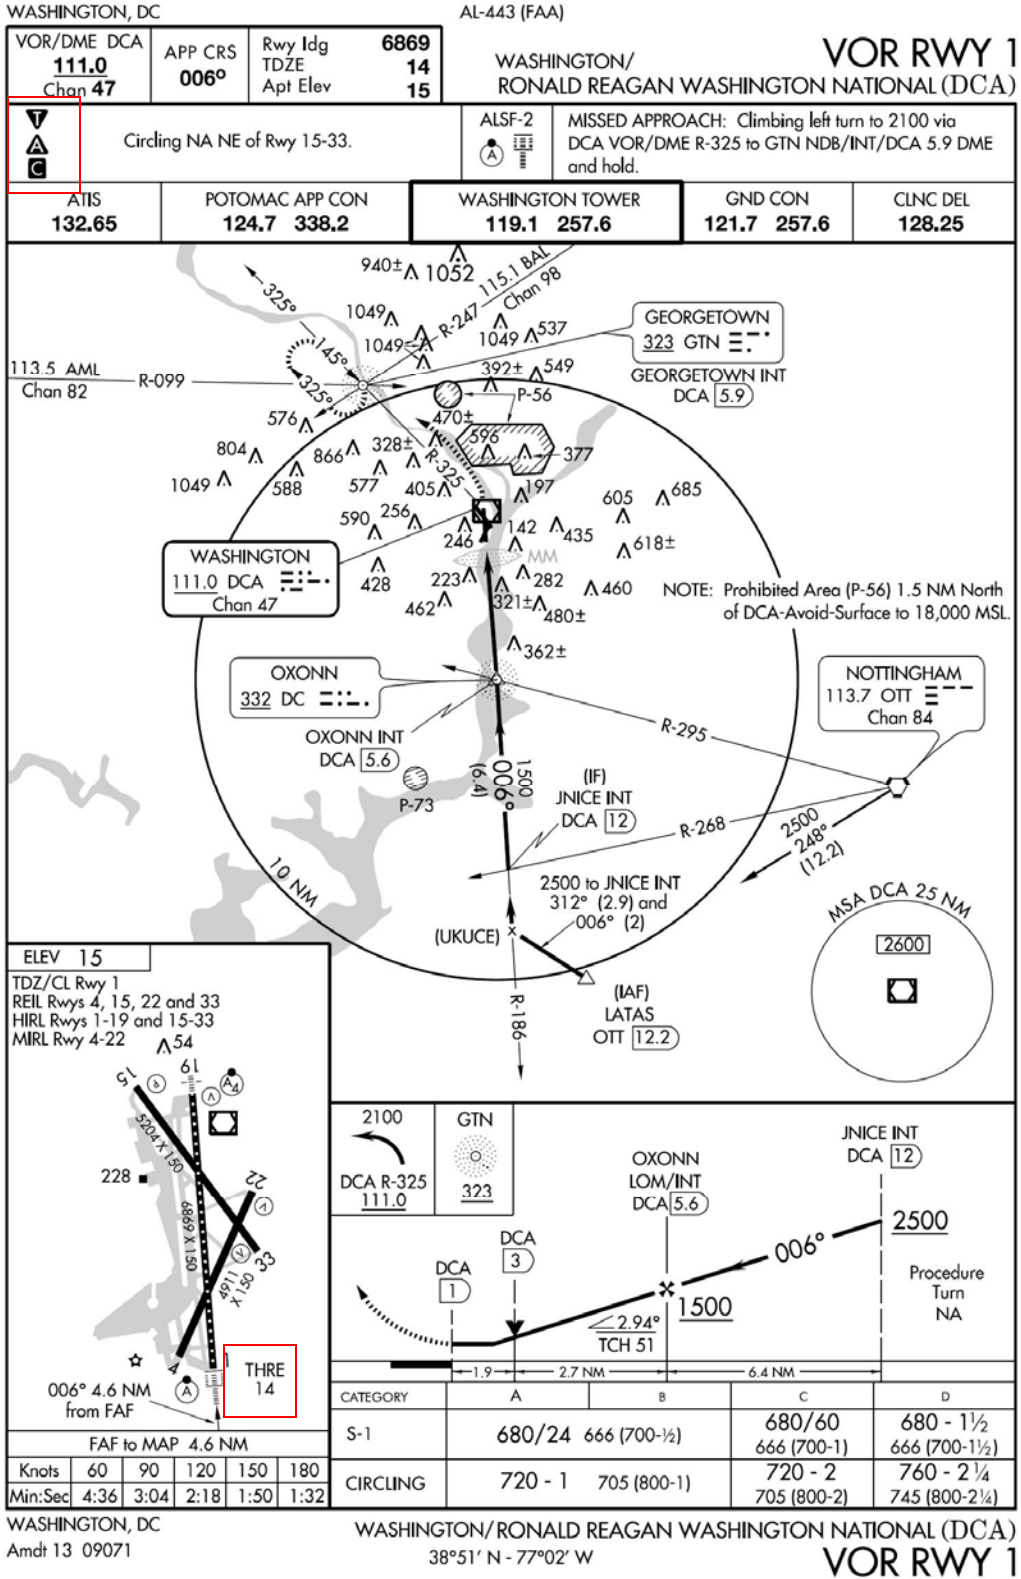 WASHINGTON, DC
AL-443 (FAA)
VOR/DME DCA
111.0
Chan 47
APP CRS
006°
Rwy ldg 6869
TDZE 14
Apt Elev 15
VOR RWY 1
WASHINGTON/
RONALD REAGAN WASHINGTON NATIONAL (DCA)
T
A
C
Circling NA NE of Rwy 15-33.
ALSF-2
A
MISSED APPROACH: Climbing left turn to 2100 via
DCA VOR/DME R-325 to GTN NDB/INT/DCA 5.9 DME
and hold.
ATIS
132.65
POTOMAC APP CON
124.7 338.2
WASHINGTON TOWER
119.1 257.6
GND CON
121.7 257.6
CLNC DEL
128.25
940±
1052
R-247
115.1 BAL
Chan 98
325°
1049
1049
1049
537
145°
325°
GEORGETOWN
323 GTN
GEORGETOWN INT
DCA 5.9
113.5 AML
Chan 82
R-099
392±
549
P-56
576
470±
596
377
804
866
328±
R-325
1049
588
577
405
197
605
685
590
256
246
142
435
618±
WASHINGTON
111.0 DCA
Chan 47
MM
428
223
282
460
462
321±
480±
NOTE: Prohibited Area (P-56) 1.5 NM North
of DCA-Avoid-Surface to 18,000 MSL.
362±
OXONN
332 DC
OXONN INT
DCA 5.6
NOTTINGHAM
113.7 OTT
Chan 84
R-295
P-73
1500
006°
(6.4)
(IF)
JNICE INT
DCA 12
R-268
2500
248°
(12.2)
10 NM
2500 to JNICE INT
312° (2.9) and
006° (2)
(UKUCE)
R-186
(IAF)
LATAS
OTT 12.2
MSA DCA 25 NM
2600
ELEV 15
TDZ/CL Rwy 1
REIL Rwys 4, 15, 22 and 33
HIRL Rwys 1-19 and 15-33
MIRL Rwy 4-22
54
15
P
19
V
A4
5204 X 150
228
22
V
6869 X 150
V
33
4911
X 150
4
1
A
THRE
14
006° 4.6 NM
from FAF
FAF to MAP 4.6 NM
Knots 60 90 120 150 180
Min:Sec 4:36 3:04 2:18 1:50 1:32
2100
DCA R-325
111.0
GTN
323
JNICE INT
DCA 12
OXONN
LOM/INT
DCA 5.6
DCA
3
DCA
1
2500
006°
1500
2.94°
TCH 51
Procedure
Turn
NA
1.9 2.7 NM 6.4 NM
CATEGORY A B C D
S-1 680/24 666 (700-½) 680/60 666 (700-1) 680 - 1½ 666 (700-1½)
CIRCLING 720 - 1 705 (800-1) 720 - 2 705 (800-2) 760 - 2¼ 745 (800-2¼)
WASHINGTON, DC
Amdt 13 09071
WASHINGTON/RONALD REAGAN WASHINGTON NATIONAL (DCA)
38°51' N - 77°02' W
VOR RWY 1